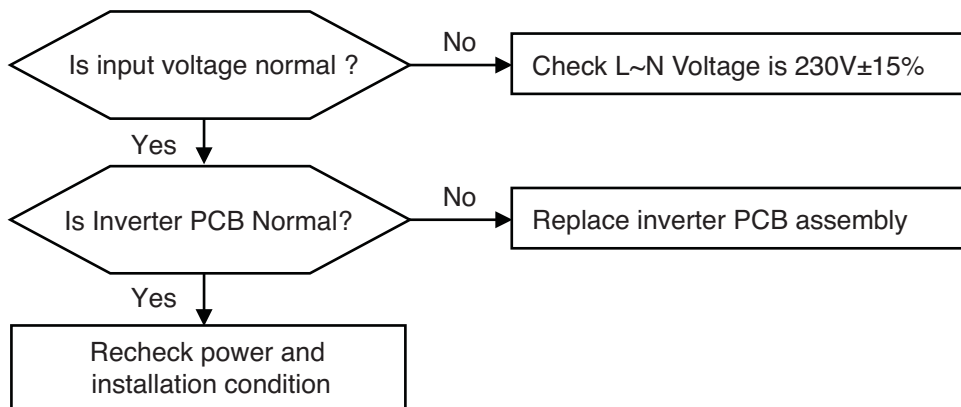 Is input voltage normal ?
No
Check L~N Voltage is 230V±15%
Yes
Is Inverter PCB Normal?
No
Replace inverter PCB assembly
Yes
Recheck power and
installation condition